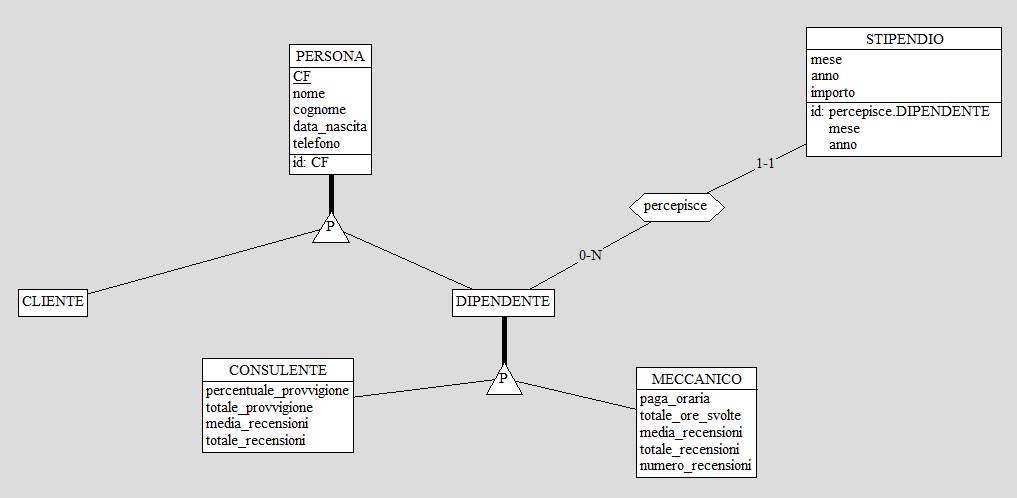 PERSONA
CF
nome
cognome
data_nascita
telefono
id: CF
STIPENDIO
mese
anno
importo
id: percepisce.DIPENDENTE
mese
anno
1-1
percepisce
0-N
P
CLIENTE
DIPENDENTE
P
CONSULENTE
percentuale_provvigione
totale_provvigione
media_recensioni
totale_recensioni
MECCANICO
paga_oraria
totale_ore_svolte
media_recensioni
totale_recensioni
numero_recensioni